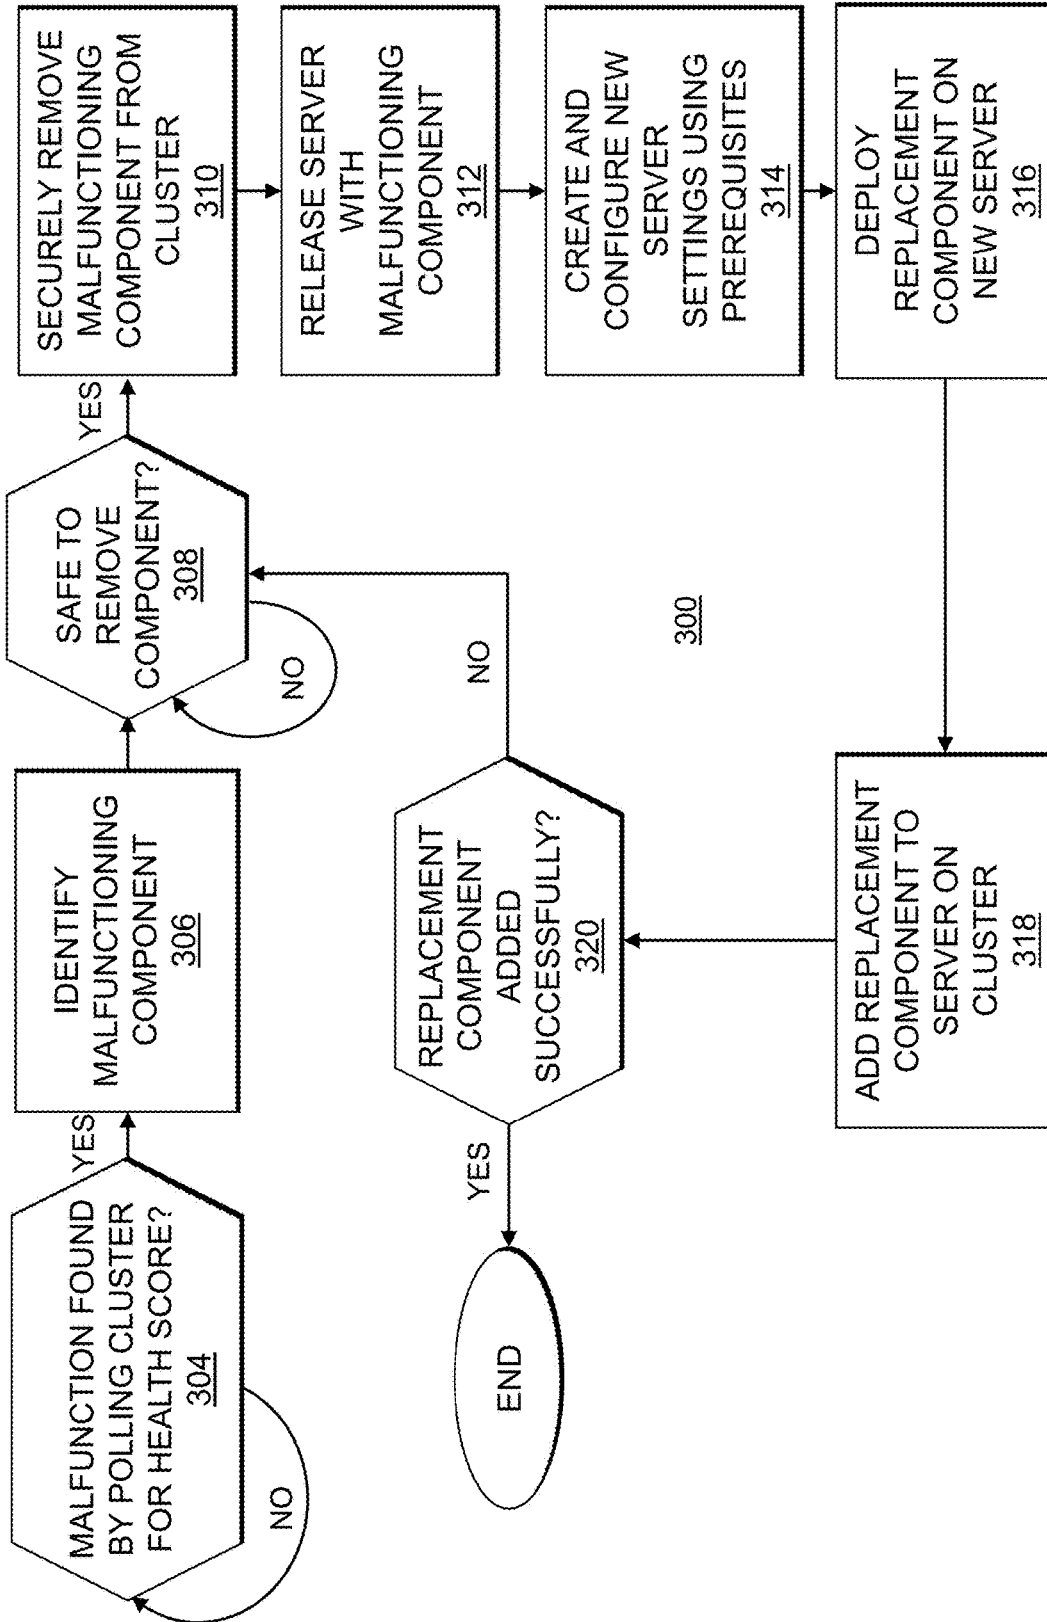 MALFUNCTION FOUND
BY POLLING CLUSTER
FOR HEALTH SCORE?
304
NO
YES
IDENTIFY
MALFUNCTIONING
COMPONENT
306
SAFE TO
REMOVE
COMPONENT?
308
NO
YES
SECURELY REMOVE
MALFUNCTIONING
COMPONENT FROM
CLUSTER
310
RELEASE SERVER
WITH
MALFUNCTIONING
COMPONENT
312
CREATE AND
CONFIGURE NEW
SERVER
SETTINGS USING
PREREQUISITES
314
DEPLOY
REPLACEMENT
COMPONENT ON
NEW SERVER
316
ADD REPLACEMENT
COMPONENT TO
SERVER ON
CLUSTER
318
REPLACEMENT
COMPONENT
ADDED
SUCCESSFULLY?
320
NO
YES
END
300